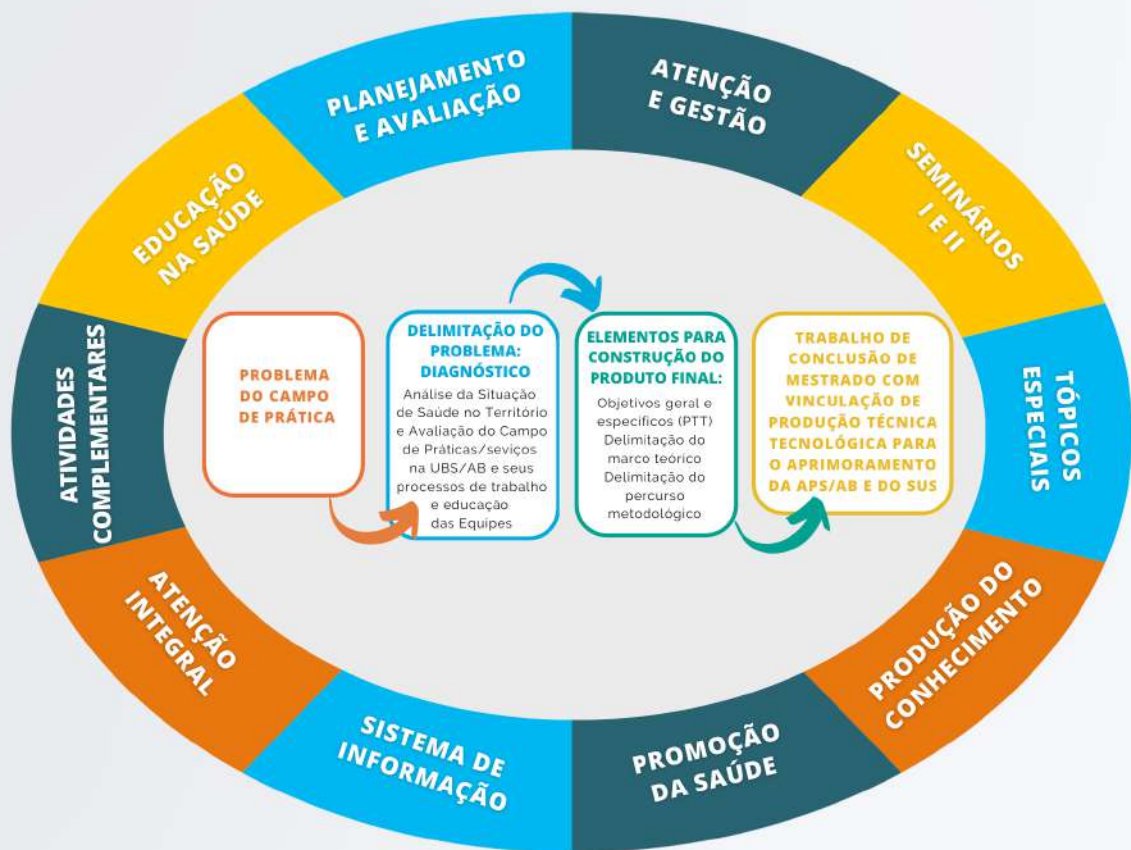 PLANEJAMENTO
E AVALIAÇÃO
ATENÇÃO
E GESTÃO
SEMINÁRIOS
I E II
TÓPICOS
ESPECIAIS
PRODUÇÃO DO
CONHECIMENTO
PROMOÇÃO
DA SAÚDE
SISTEMA DE
INFORMAÇÃO
ATENÇÃO
INTEGRAL
ATIVIDADES
COMPLEMENTARES
EDUCAÇÃO
NA SAÚDE
PROBLEMA
DO CAMPO
DE PRÁTICA
DELIMITAÇÃO DO
PROBLEMA:
DIAGNÓSTICO
Análise da Situação
de Saúde no Território
e Avaliação do Campo
de Práticas/seviços
na UBS/AB e seus
processos de trabalho
e educação
das Equipes
ELEMENTOS PARA
CONSTRUÇÃO DO
PRODUTO FINAL:
Objetivos geral e
específicos (PTT)
Delimitação do
marco teórico
Delimitação do
percurso
metodológico
TRABALHO DE
CONCLUSÃO DE
MESTRADO COM
VINCULAÇÃO DE
PRODUÇÃO TÉCNICA
TECNOLÓGICA PARA
O APRIMORAMENTO
DA APS/AB E DO SUS